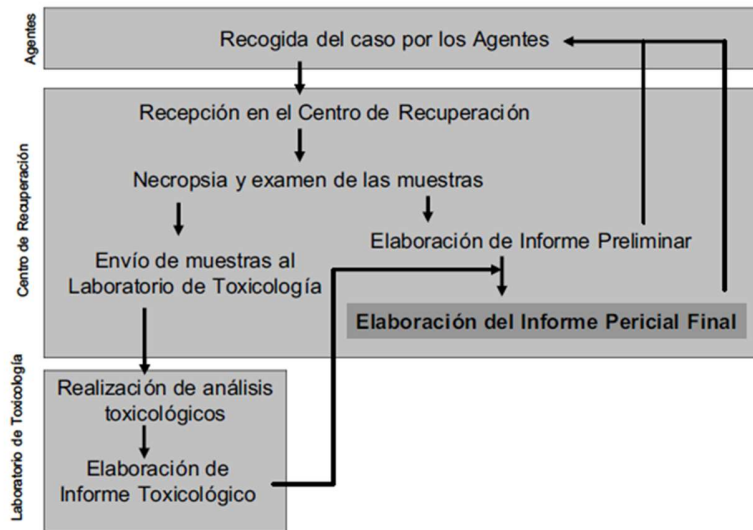 Agentes
Recogida del caso por los Agentes
Centro de Recuperación
Recepción en el Centro de Recuperación
Necropsia y examen de las muestras
Envío de muestras al
Laboratorio de Toxicología
Elaboración de Informe Preliminar
Elaboración del Informe Pericial Final
Laboratorio de Toxicología
Realización de análisis
toxicológicos
Elaboración de
Informe Toxicológico